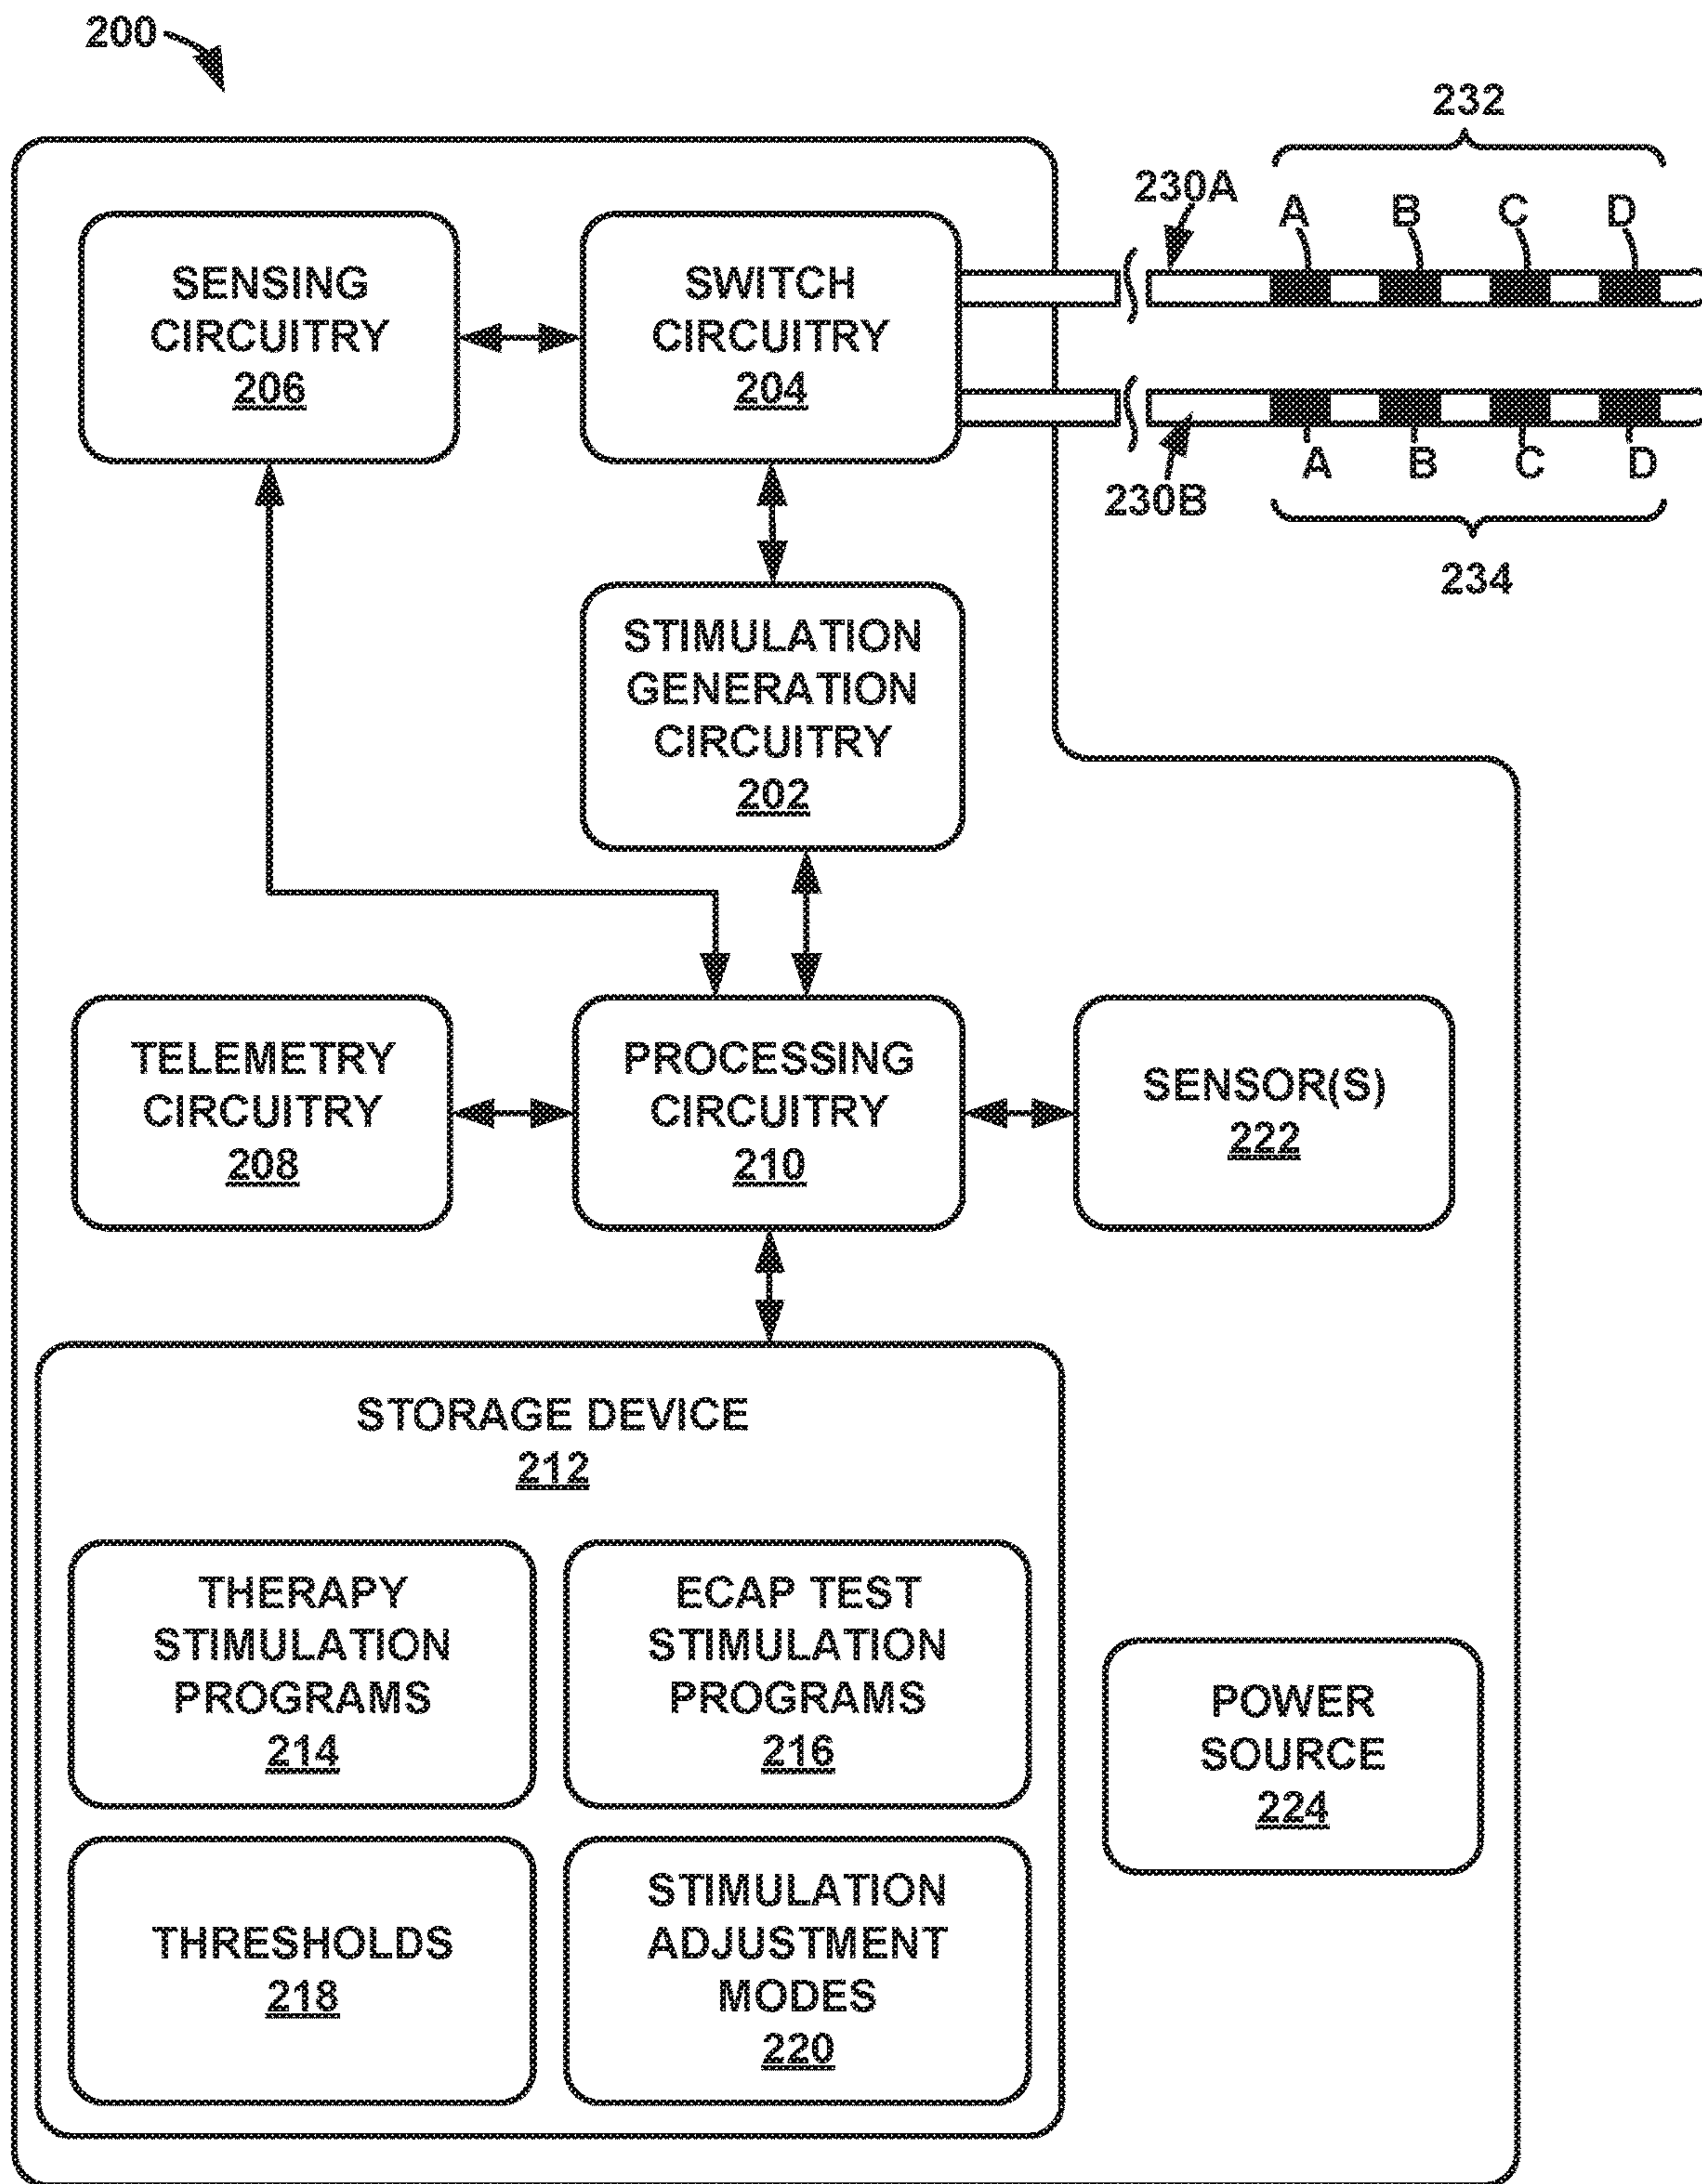 200
232
230A
A B C D
SENSING
CIRCUITRY
206
SWITCH
CIRCUITRY
204
A B C D
230B
234
STIMULATION
GENERATION
CIRCUITRY
202
TELEMETRY
CIRCUITRY
208
PROCESSING
CIRCUITRY
210
SENSOR(S)
222
STORAGE DEVICE
212
THERAPY
STIMULATION
PROGRAMS
214
ECAP TEST
STIMULATION
PROGRAMS
216
POWER
SOURCE
224
THRESHOLDS
218
STIMULATION
ADJUSTMENT
MODES
220